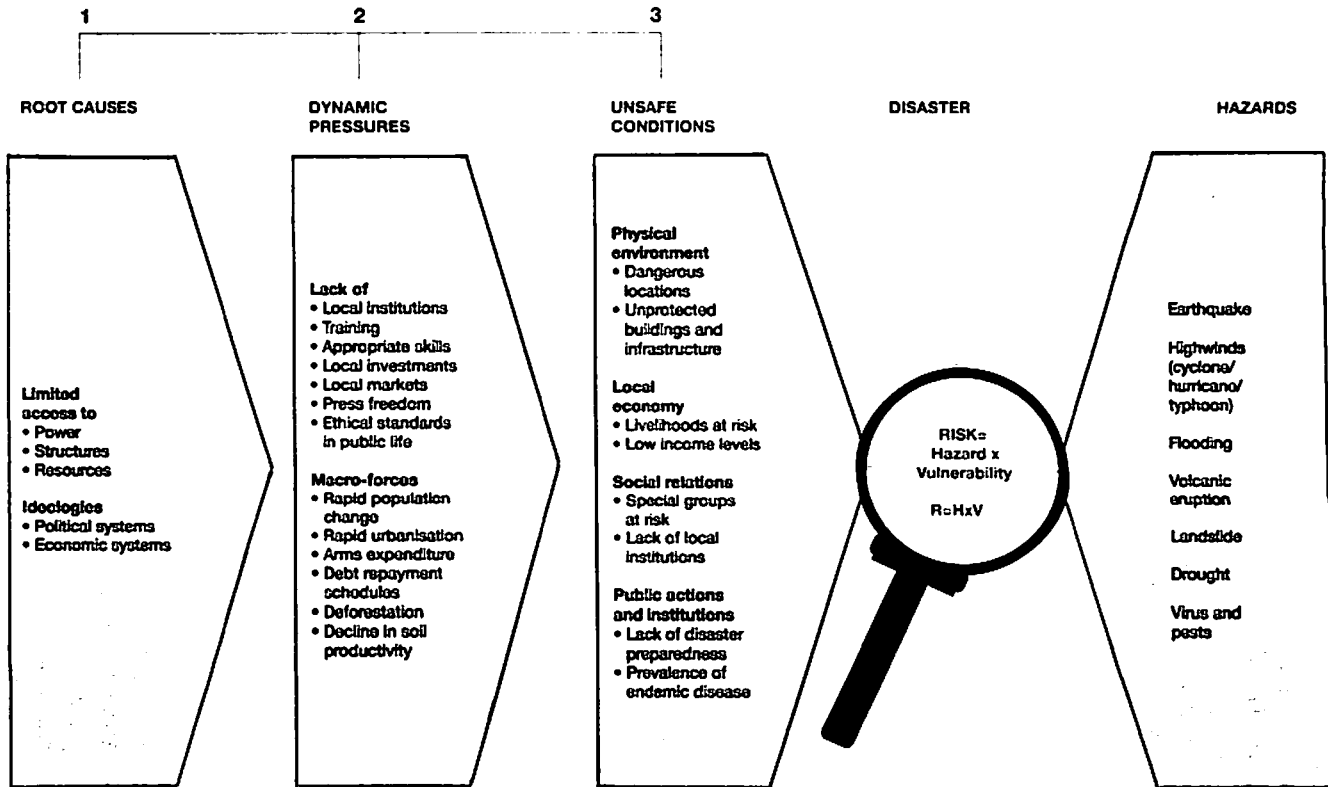 1
2
3
ROOT CAUSES
DYNAMIC
PRESSURES
UNSAFE
CONDITIONS
DISASTER
HAZARDS
Limited
access to
• Power
• Structures
• Resources
Ideologies
• Political systems
• Economic systems
Lack of
• Local institutions
• Training
• Appropriate skills
• Local investments
• Local markets
• Press freedom
• Ethical standards
in public life
Macro-forces
• Rapid population
change
• Rapid urbanisation
• Arms expenditure
• Debt repayment
schedules
• Deforestation
• Decline in soil
productivity
Physical
environment
• Dangerous
locations
• Unprotected
buildings and
infrastructure
Local
economy
• Livelihoods at risk
• Low income levels
Social relations
• Special groups
at risk
• Lack of local
institutions
Public actions
and institutions
• Lack of disaster
preparedness
• Prevalence of
endemic disease
RISK=
Hazard x
Vulnerability
R=HxV
Earthquake
Highwinds
(cyclone/
hurricane/
typhoon)
Flooding
Volcanic
eruption
Landslide
Drought
Virus and
pests